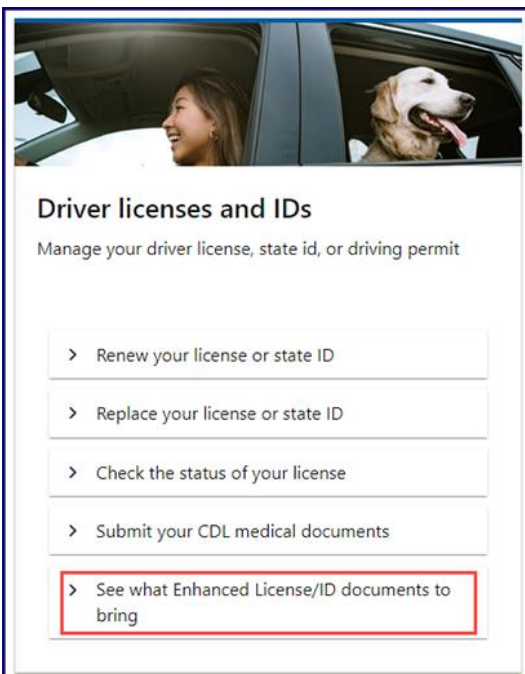 Driver licenses and IDs
Manage your driver license, state id, or driving permit
Renew your license or state ID
Replace your license or state ID
Check the status of your license
Submit your CDL medical documents
See what Enhanced License/ID documents to
bring